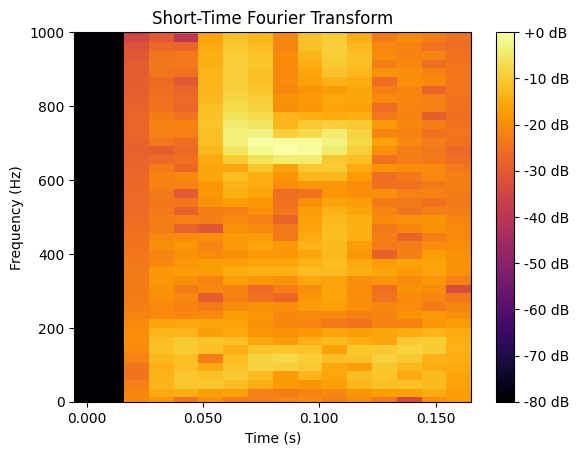 Short-Time Fourier Transform
1000
800
600
400
200
0
Frequency (Hz)
0.000
0.050
0.100
0.150
Time (s)
+0 dB
-10 dB
-20 dB
-30 dB
-40 dB
-50 dB
-60 dB
-70 dB
-80 dB